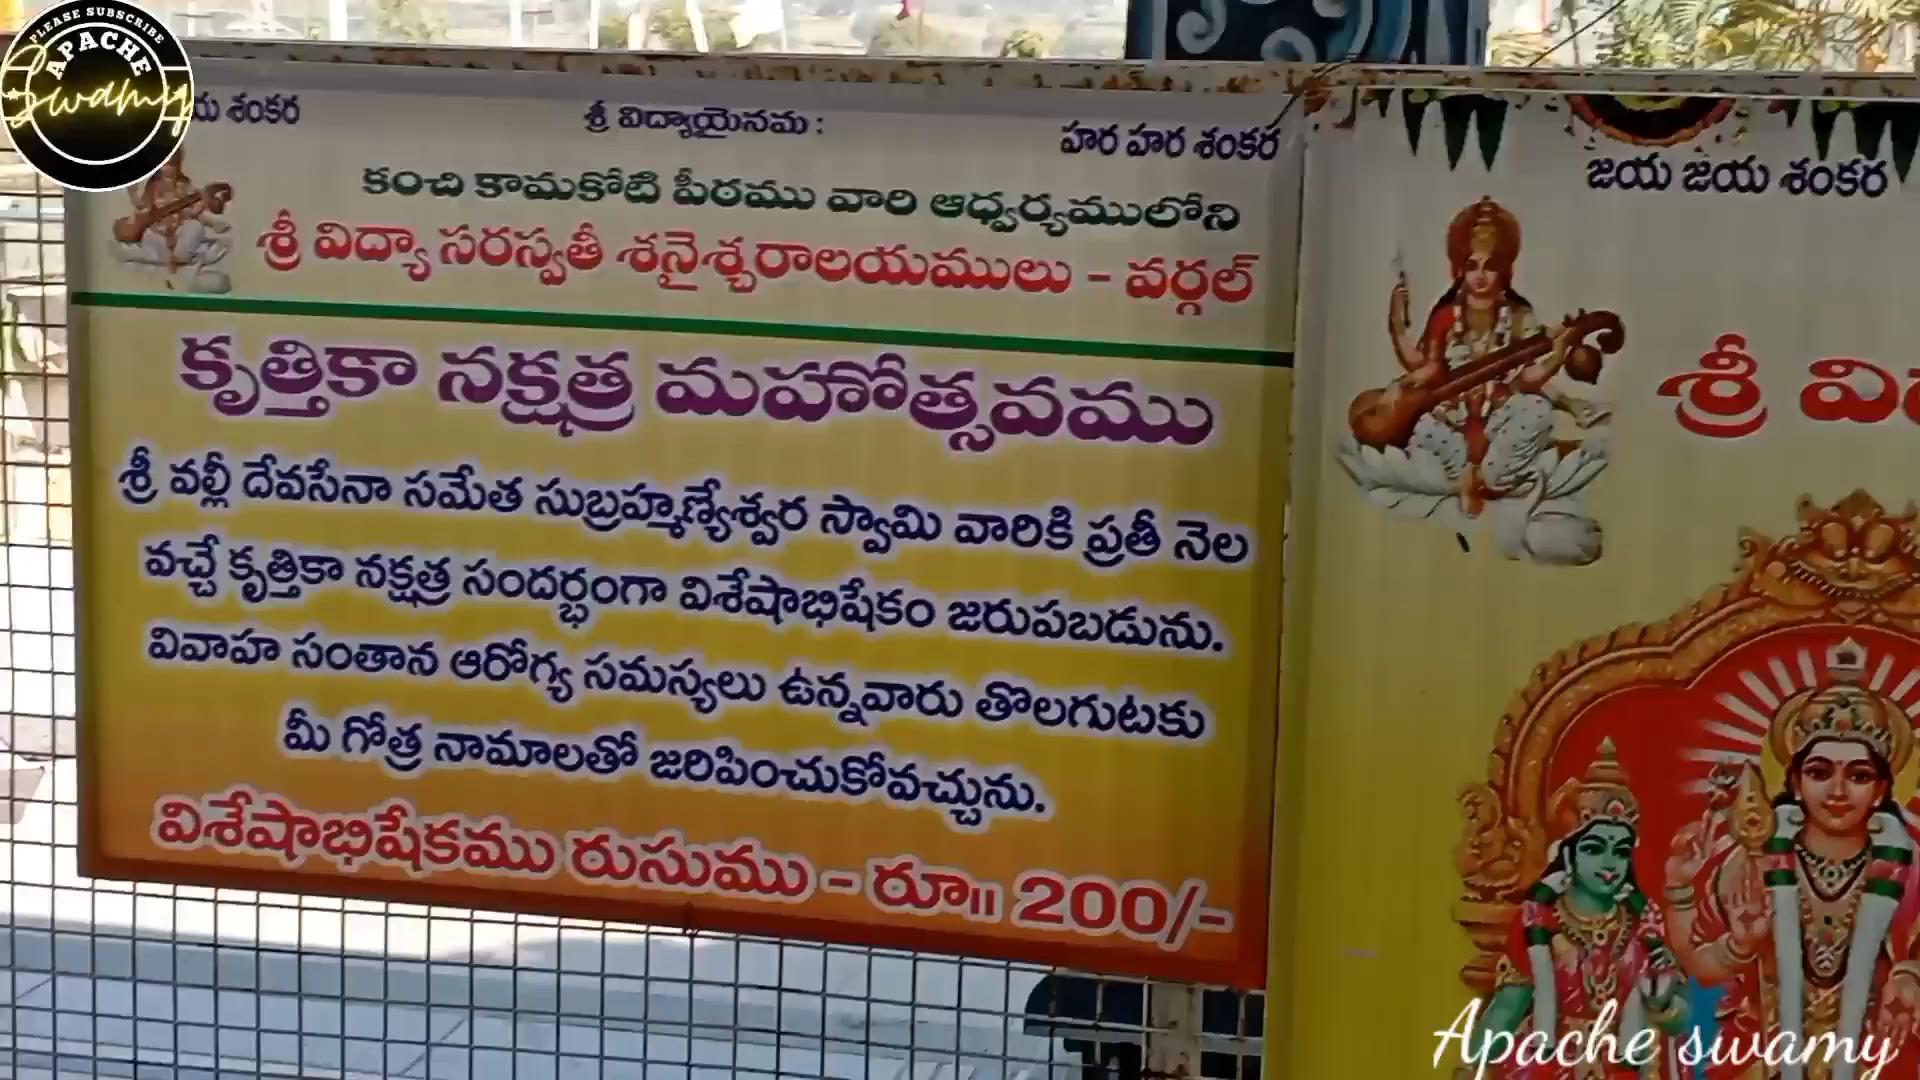 PLEASE SUBSCRIBE
APACHE
Swamy
య శంకర
శ్రీ విద్యాయైనమ :
హర హర శంకర
కంచి కామకోటి పీఠము వారి ఆధ్వర్యములోని
శ్రీ విద్యా సరస్వతీ శనైశ్చరాలయములు - వర్గల్
కృత్తికా నక్షత్ర మహోత్సవము
శ్రీ వల్లీ దేవసేనా సమేత సుబ్రహ్మణ్యేశ్వర స్వామి వారికి ప్రతీ నెల
వచ్చే కృత్తికా నక్షత్ర సందర్భంగా విశేషాభిషేకం జరుపబడును.
వివాహ సంతాన ఆరోగ్య సమస్యలు ఉన్నవారు తొలగుటకు
మీ గోత్ర నామాలతో జరిపించుకోవచ్చును.
విశేషాభిషేకము రుసుము - రూ॥ 200/-
జయ జయ శంకర
శ్రీ వి
Apache swamy